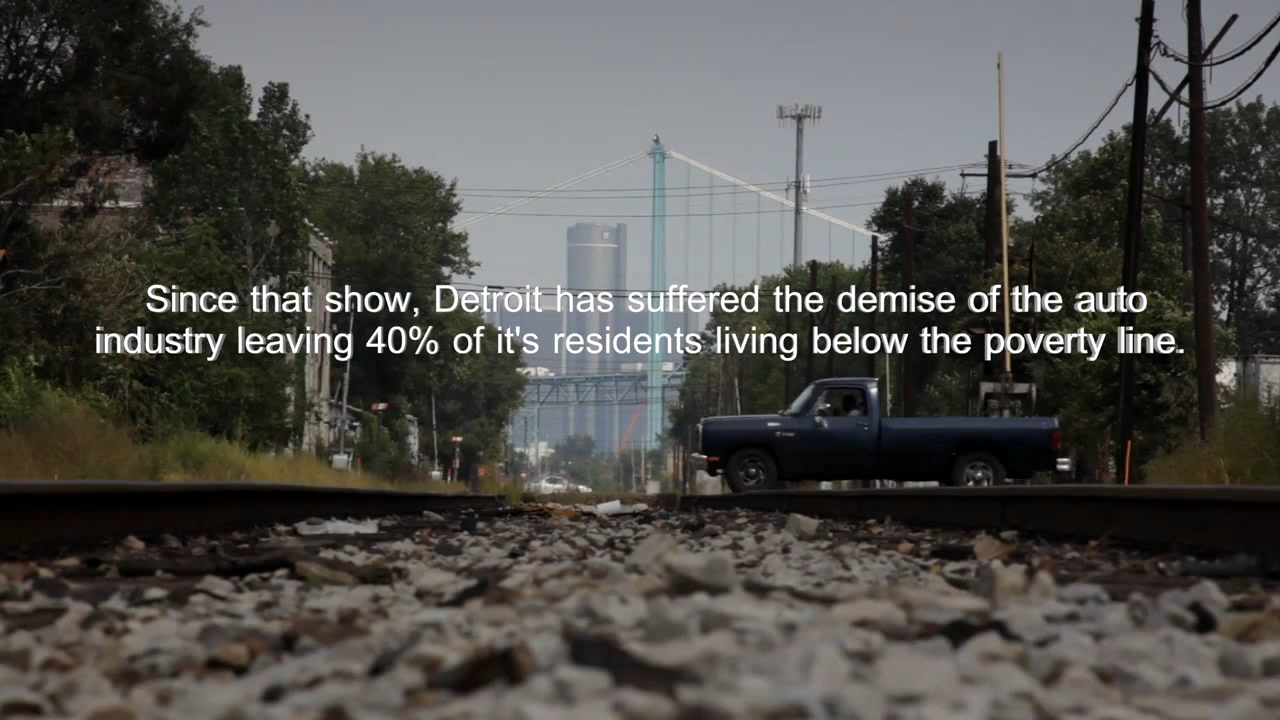 Since that show, Detroit has suffered the demise of the auto
industry leaving 40% of it's residents living below the poverty line.